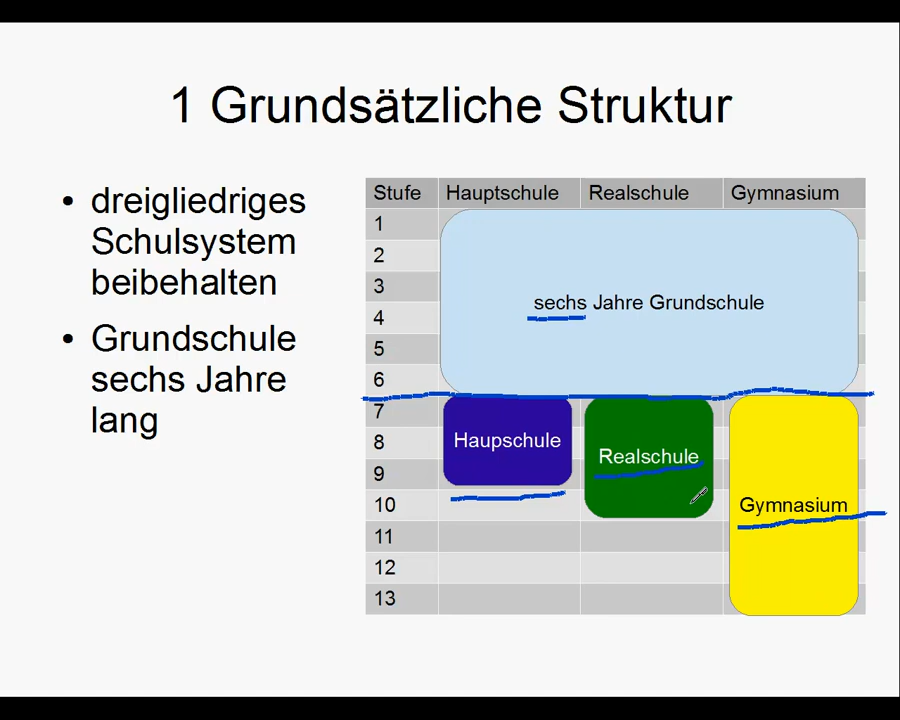 1 Grundsätzliche Struktur
• dreigliedriges
Schulsystem
beibehalten
• Grundschule
sechs Jahre
lang
Stufe Hauptschule Realschule Gymnasium
1
2
3
sechs Jahre Grundschule
4
5
6
7
8
Haupschule
Realschule
9
10
Gymnasium
11
12
13